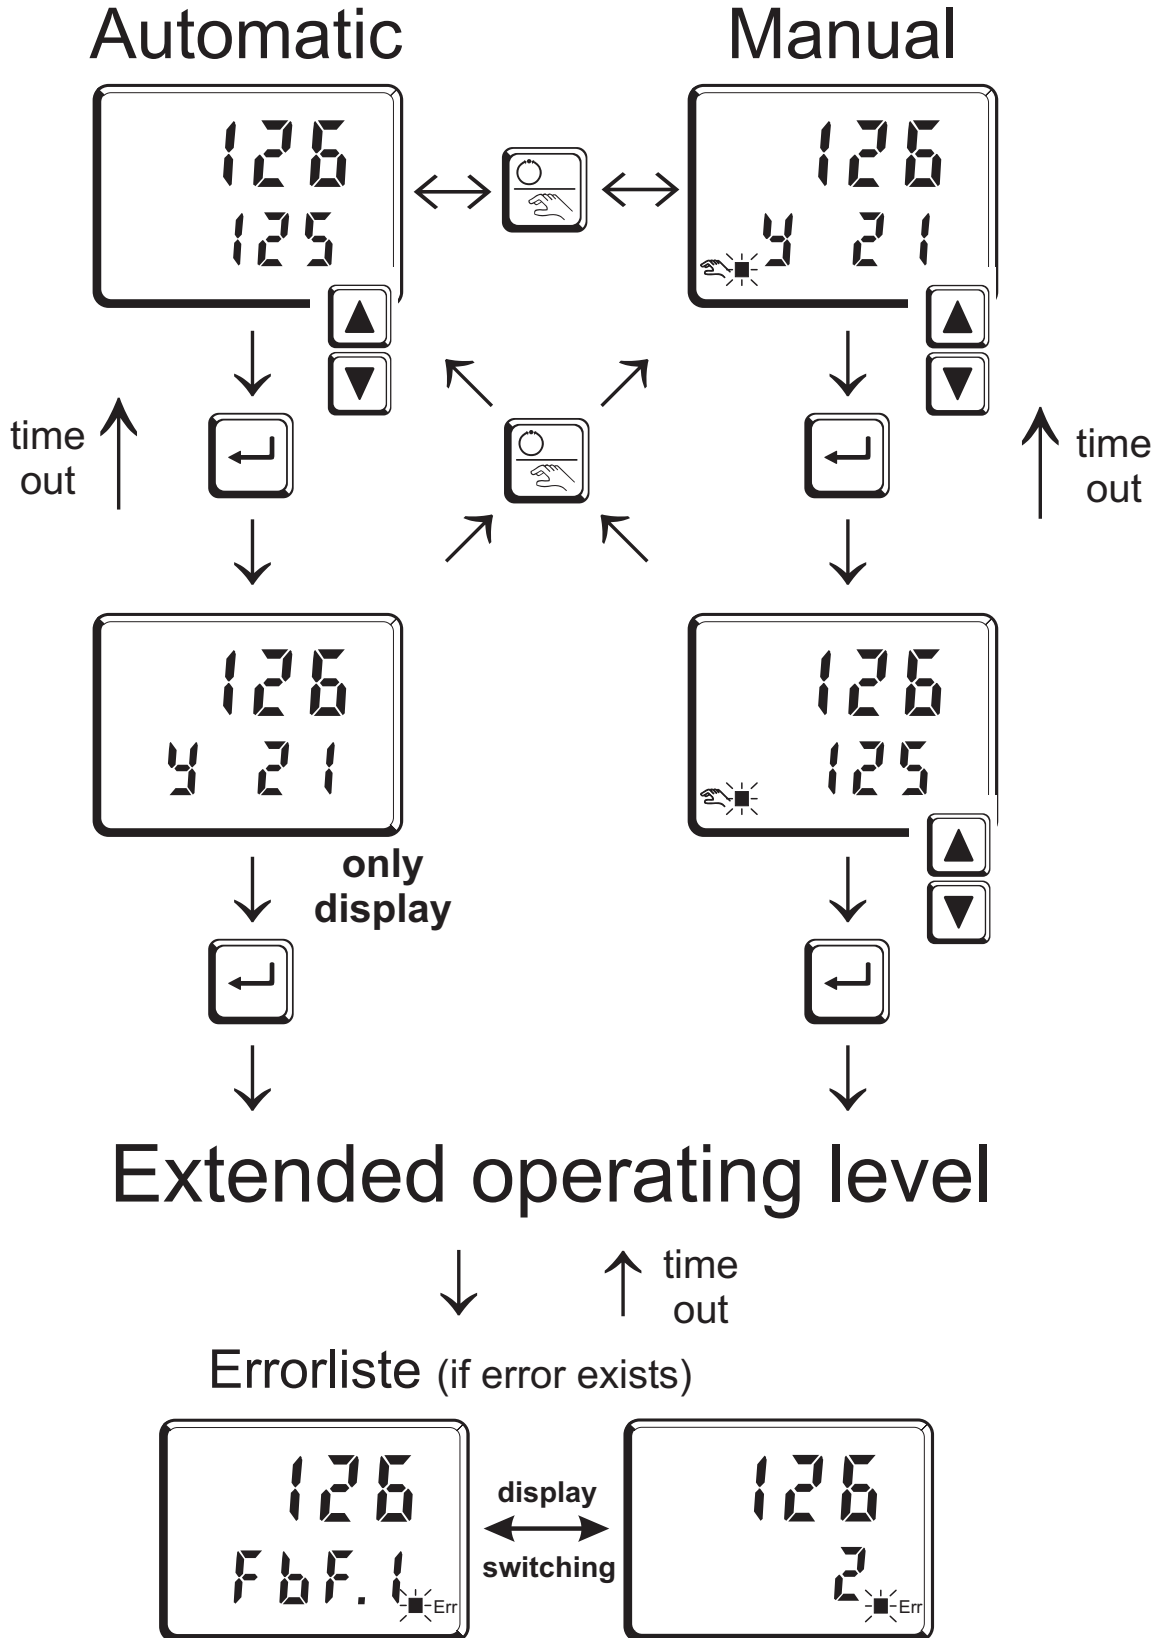 Automatic Manual
126 126
125 y 21
time out time out
126 126
y 21 125
only
display
Extended operating level
time
out
Errorliste (if error exists)
126 display 126
FbF.1 switching 2
Err Err